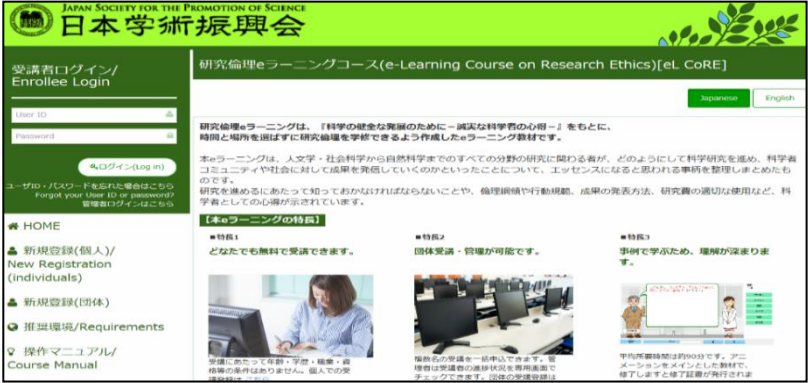 JAPAN SOCIETY FOR THE PROMOTION OF SCIENCE
日本学術振興会
受講者ログイン/
Enrollee Login
User ID
Password
ログイン(Log in)
ユーザID・パスワードを忘れた場合はこちら
Forgot your User ID or password?
管理者ログインはこちら
HOME
新規登録(個人)/
New Registration
(individuals)
新規登録(団体)
推奨環境/Requirements
操作マニュアル/
Course Manual
研究倫理eラーニングコース(e-Learning Course on Research Ethics)[eL CoRE]
Japanese
English
研究倫理eラーニングは、『科学の健全な発展のために－誠実な科学者の心得－』をもとに、
時間と場所を選ばずに研究倫理を学修できるよう作成したeラーニング教材です。
本eラーニングは、人文学・社会科学から自然科学までのすべての分野の研究に関わる者が、どのようにして科学研究を進め、科学者
コミュニティや社会に対して成果を発信していくのかといったことについて、エッセンスになると思われる事柄を整理しまとめたも
のです。
研究を進めるにあたって知っておかなければならないことや、倫理綱領や行動規範、成果の発表方法、研究費の適切な使用など、科
学者としての心得が示されています。
【本eラーニングの特長】
■特長1
どなたでも無料で受講できます。
受講にあたって年齢・学歴・職業・資
格等の条件はありません。個人での受
■特長2
団体受講・管理が可能です。
複数名の受講を一括申込できます。管
理者は受講者の進捗状況を専用画面で
チェックできます。団体の受講登録は
■特長3
事例で学ぶため、理解が深まりま
す。
平均所要時間は約90分です。アニ
メーションをメインとした教材で、
修了しますと修了証書が発行されま